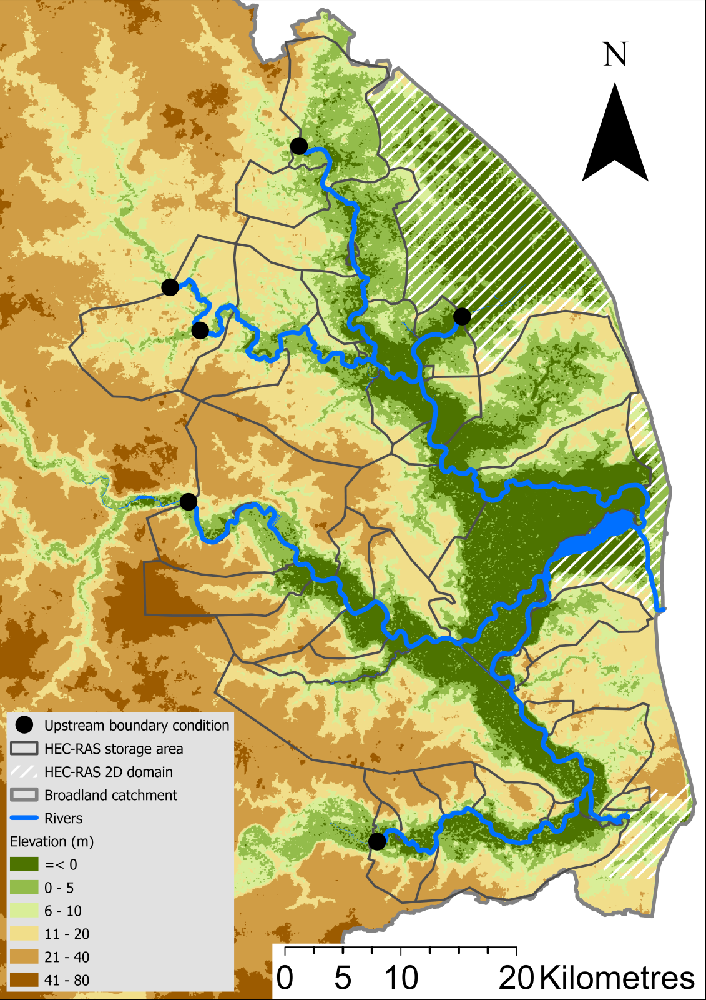 N
Upstream boundary condition
HEC-RAS storage area
HEC-RAS 2D domain
Broadland catchment
Rivers
Elevation (m)
=< 0
0 - 5
6 - 10
11 - 20
21 - 40
41 - 80
0 5 10 20 Kilometres